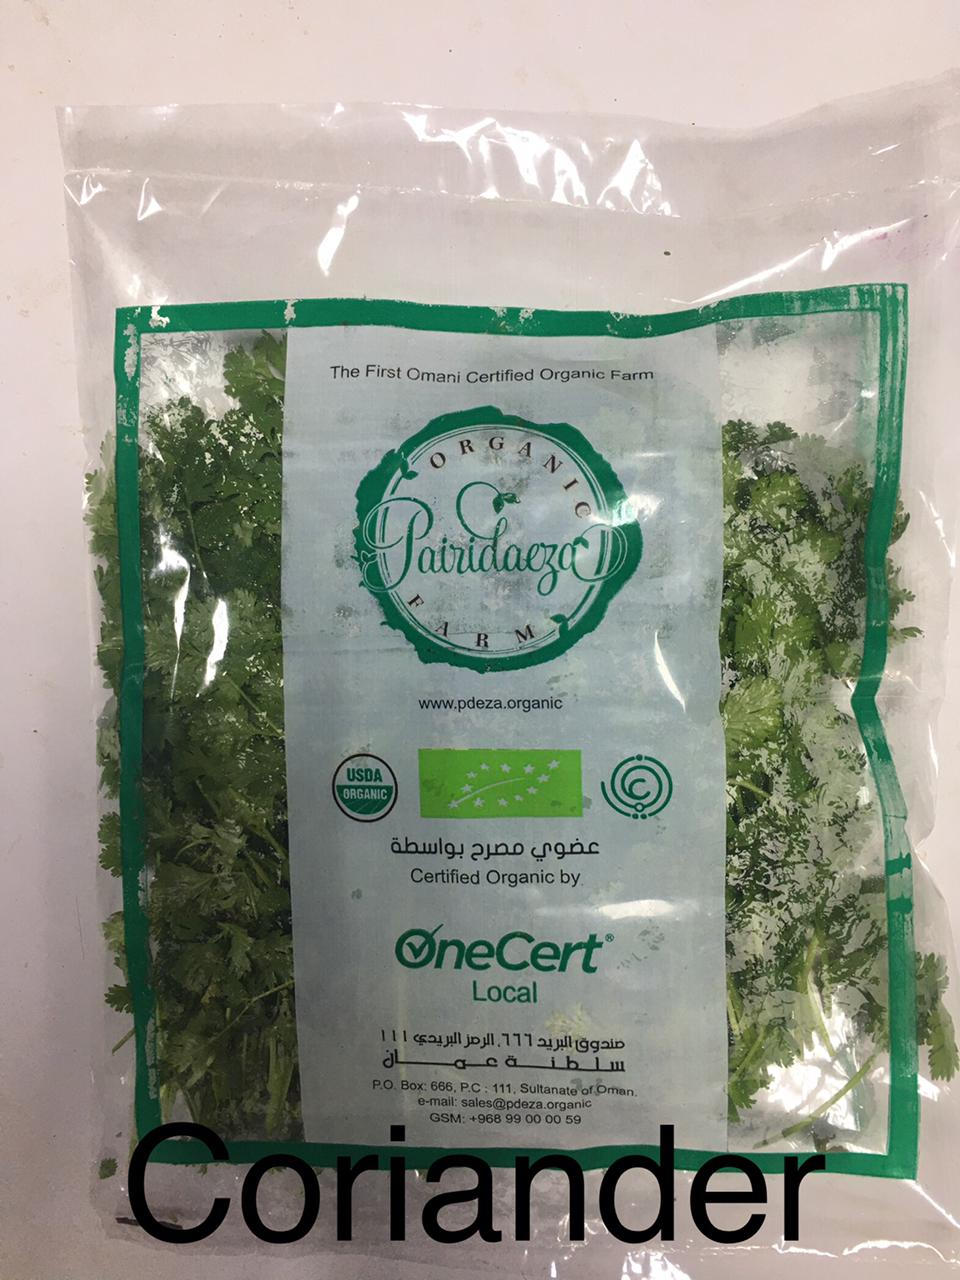 The First Omani Certified Organic Farm
ORGANIC
Pairidaeza
FARM
www.pdeza.organic
USDA
ORGANIC
عضوي مصرح بواسطة
Certified Organic by
OneCert®
Local
صندوق البريد ٦٦٦، الرمز البريدي ١١١
سلطنة عمان
P.O. Box: 666, P.C : 111, Sultanate of Oman.
e-mail: sales@pdeza.organic
GSM: +968 99 00 00 59
Coriander